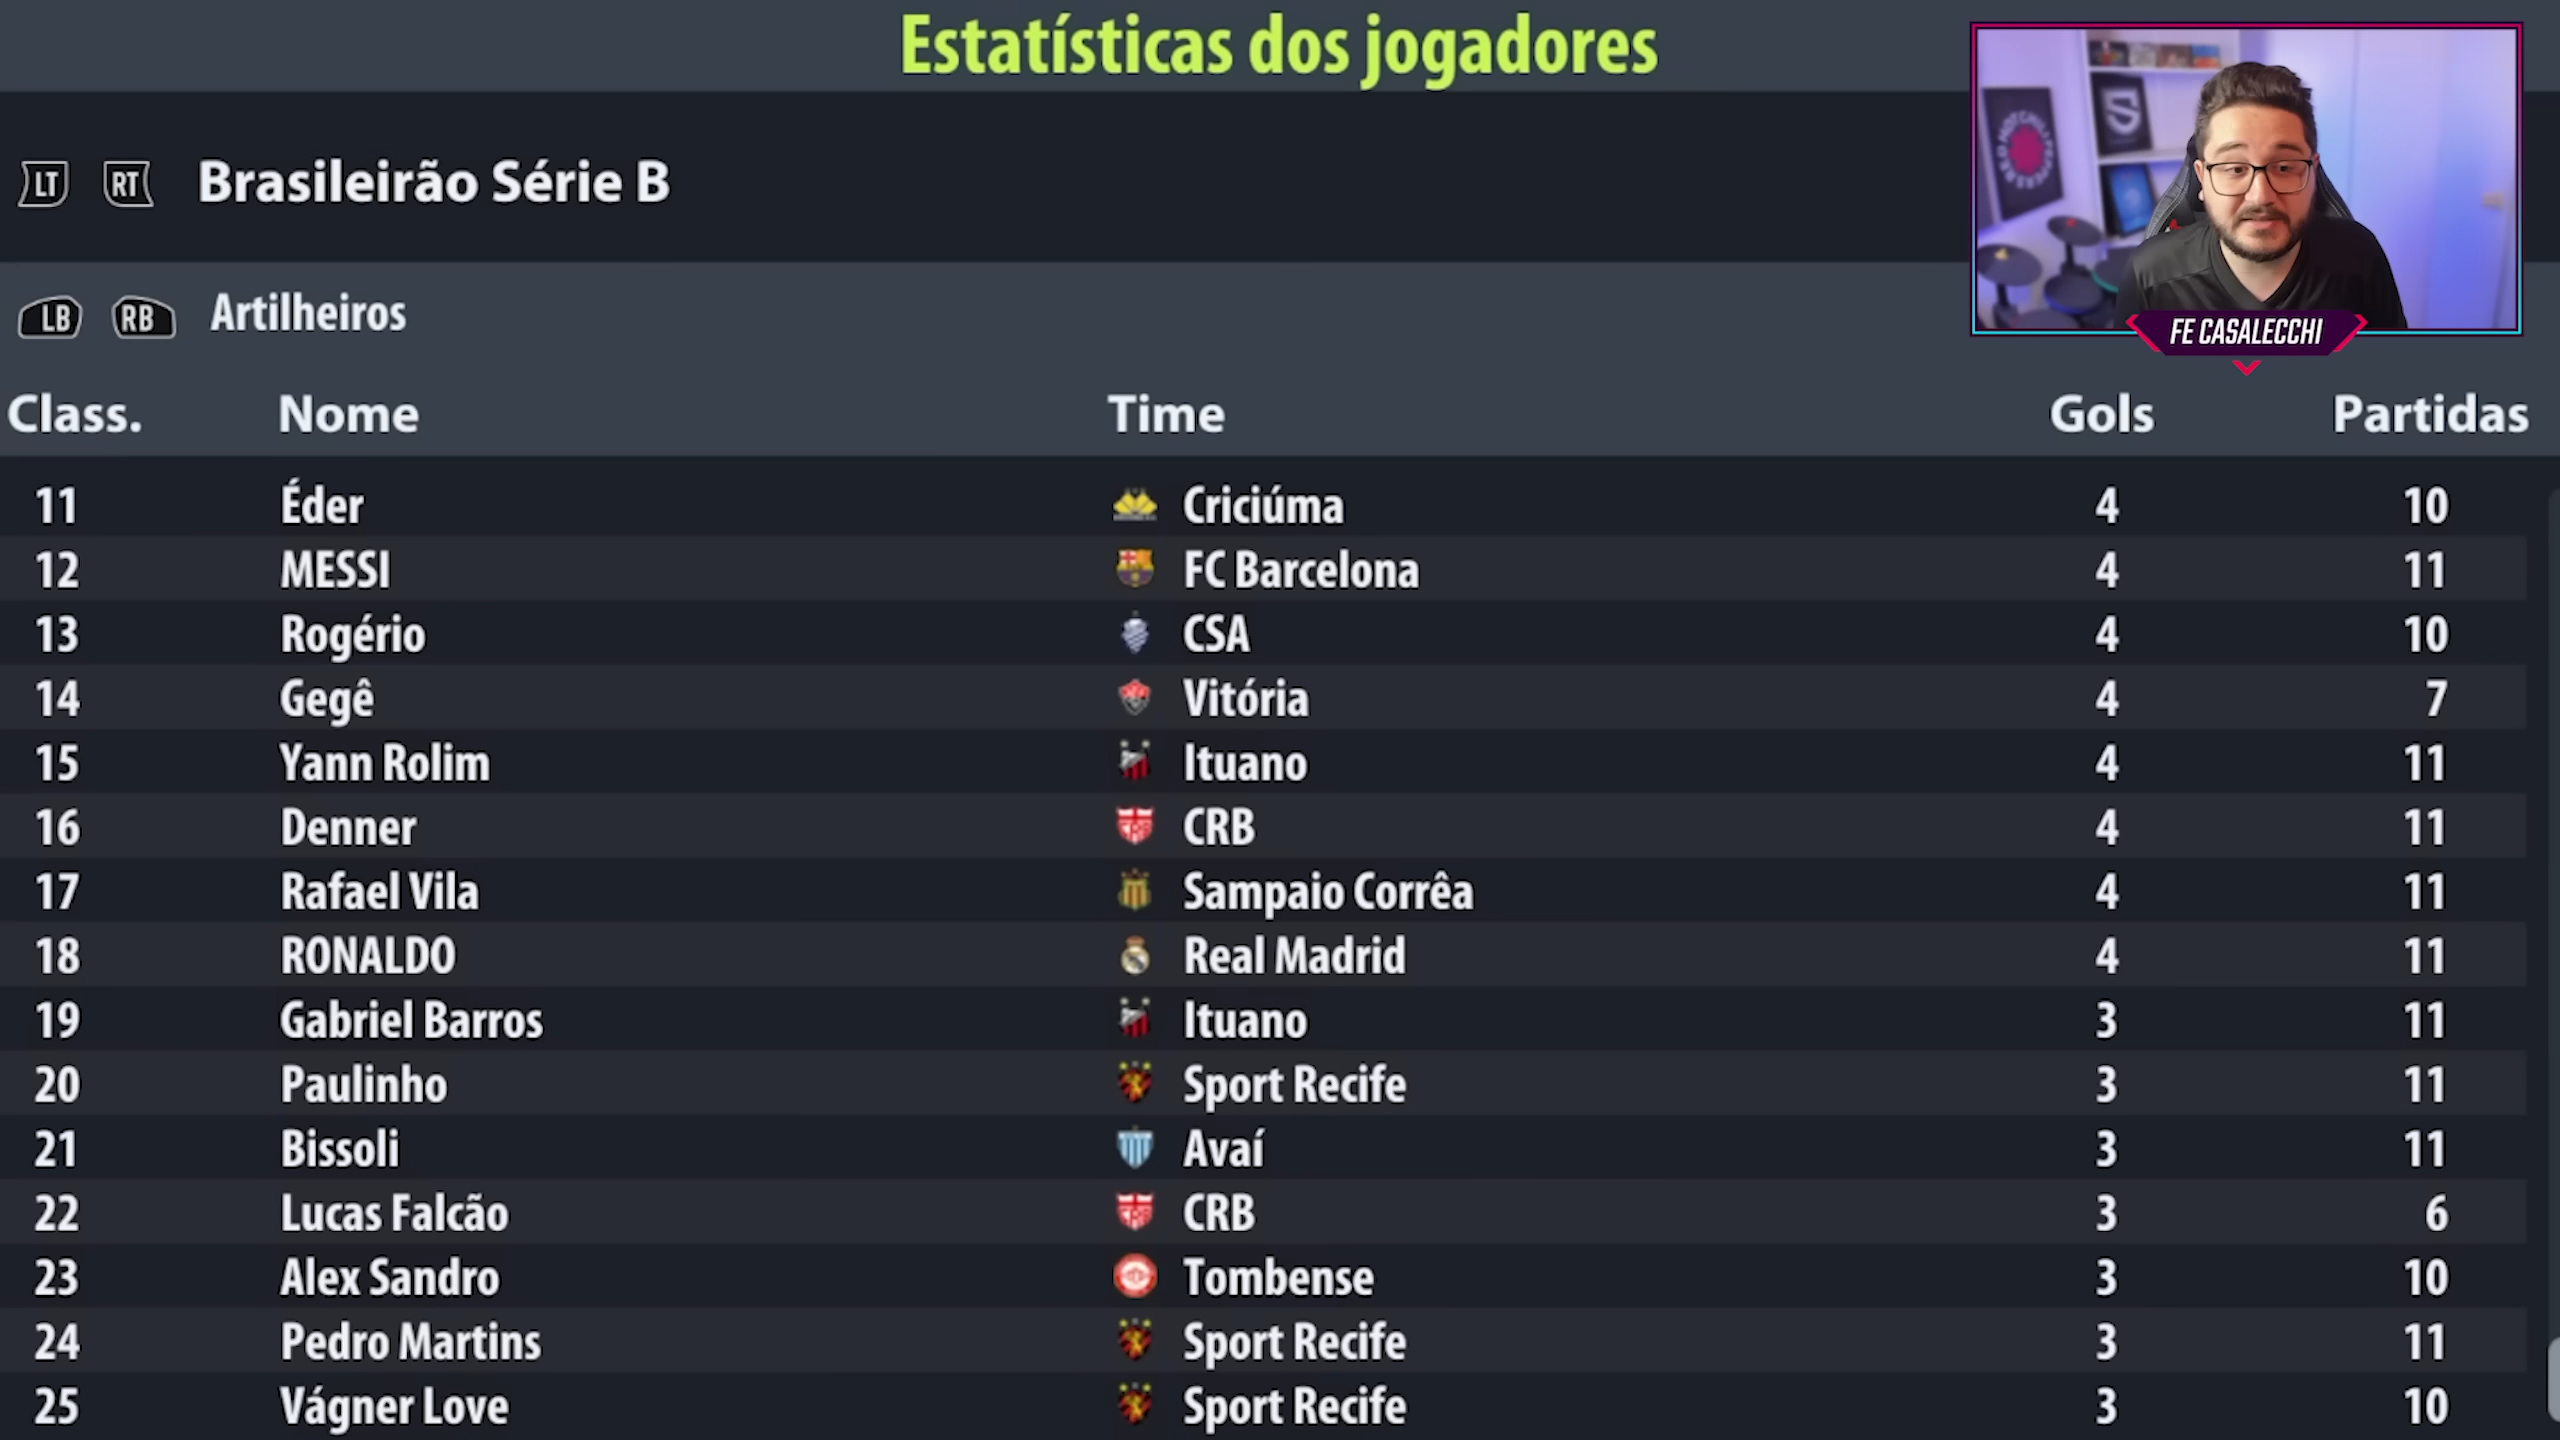 Estatísticas dos jogadores
LT RT Brasileirão Série B
LB RB Artilheiros
FE CASALECCHI
Class. Nome Time Gols Partidas
11 Éder Criciúma 4 10
12 MESSI FC Barcelona 4 11
13 Rogério CSA 4 10
14 Gegê Vitória 4 7
15 Yann Rolim Ituano 4 11
16 Denner CRB 4 11
17 Rafael Vila Sampaio Corrêa 4 11
18 RONALDO Real Madrid 4 11
19 Gabriel Barros Ituano 3 11
20 Paulinho Sport Recife 3 11
21 Bissoli Avaí 3 11
22 Lucas Falcão CRB 3 6
23 Alex Sandro Tombense 3 10
24 Pedro Martins Sport Recife 3 11
25 Vágner Love Sport Recife 3 10